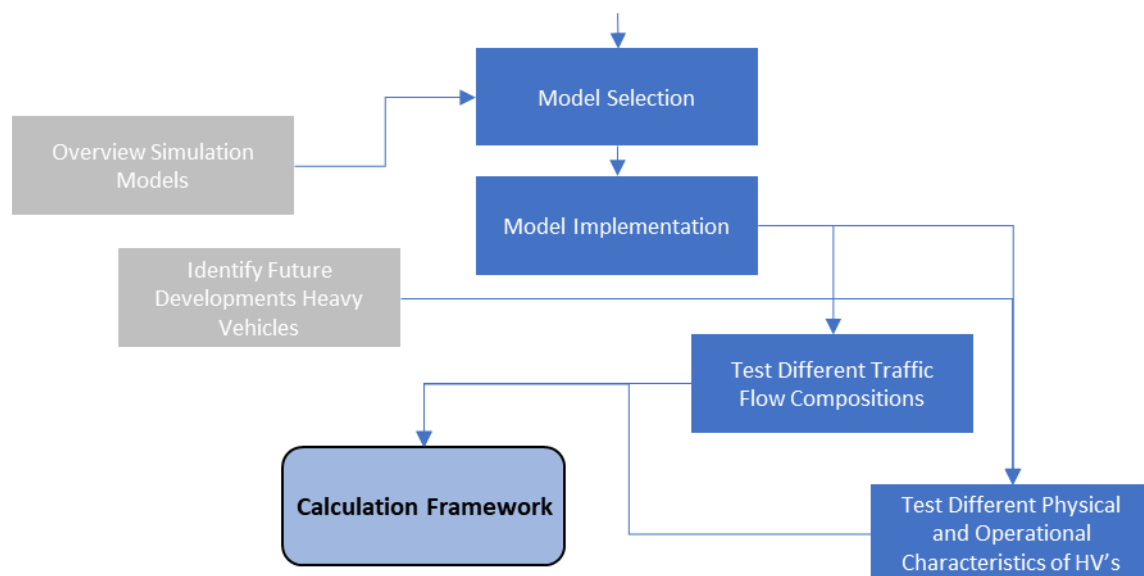 Model Selection
Overview Simulation
Models
Model Implementation
Identify Future
Developments Heavy
Vehicles
Test Different Traffic
Flow Compositions
Calculation Framework
Test Different Physical
and Operational
Characteristics of HV's